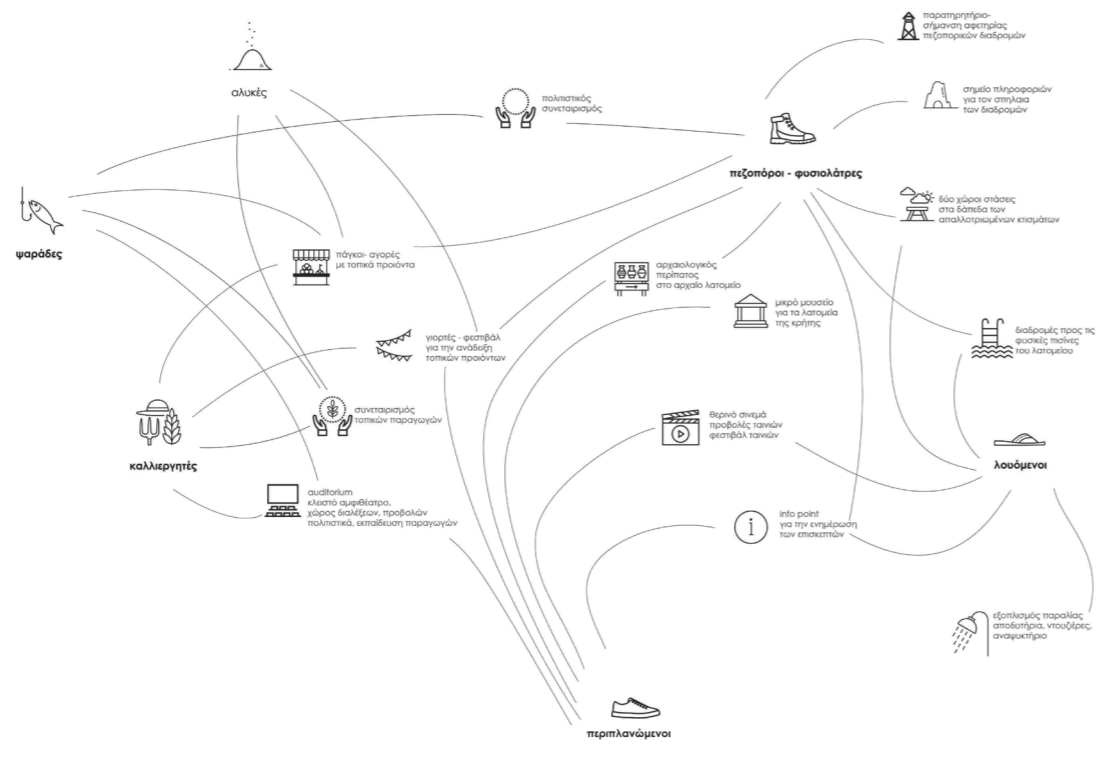 παρατηρητήριο-
σήμανση αφετηρίας
πεζοπορικών διαδρομών
αλυκές
πολιτιστικός
συνεταιρισμός
σημείο πληροφοριών
για τον σπήλαια
των διαδρομών
πεζοπόροι - φυσιολάτρες
δύο χώροι στάσεις
στα δάπεδα των
απαλλοτριωμένων κτισμάτων
ψαράδες
πάγκοι- αγορές
με τοπικά προιόντα
αρχαιολογικός
περίπατος
στο αρχαίο λατομείο
μικρό μουσείο
για τα λατομεία
της κρήτης
γιορτές - φεστιβάλ
για την ανάδειξη
τοπικών προιόντων
διαδρομές προς τις
φυσικές πισίνες
του λατομείου
συνεταιρισμός
τοπικών παραγωγών
θερινό σινεμά
προβολές ταινιών
φεστιβάλ ταινιών
καλλιεργητές
λουόμενοι
auditorium
κλειστό αμφιθέατρο,
χώρος διαλέξεων, προβολών
πολιτιστικά, εκπαίδευση παραγωγών
info point
για την ενημέρωση
των επισκεπτών
i
εξοπλισμός παραλίας
αποδυτήρια, ντουζιέρες,
αναψυκτήριο
περιπλανώμενοι